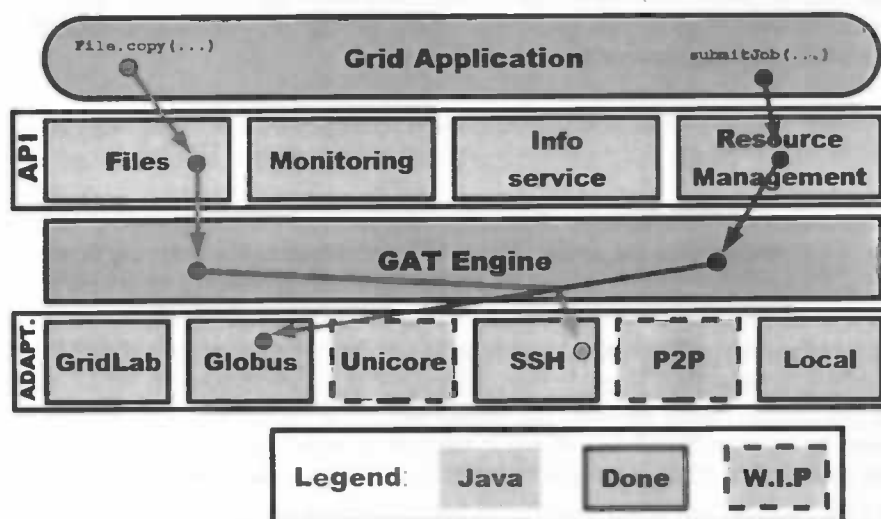 File.copy(...)
submitJob(...)
Grid Application
API
Files
Monitoring
Info
service
Resource
Management
GAT Engine
ADAPT.
GridLab
Globus
Unicore
SSH
P2P
Local
Legend:
Java
Done
W.I.P